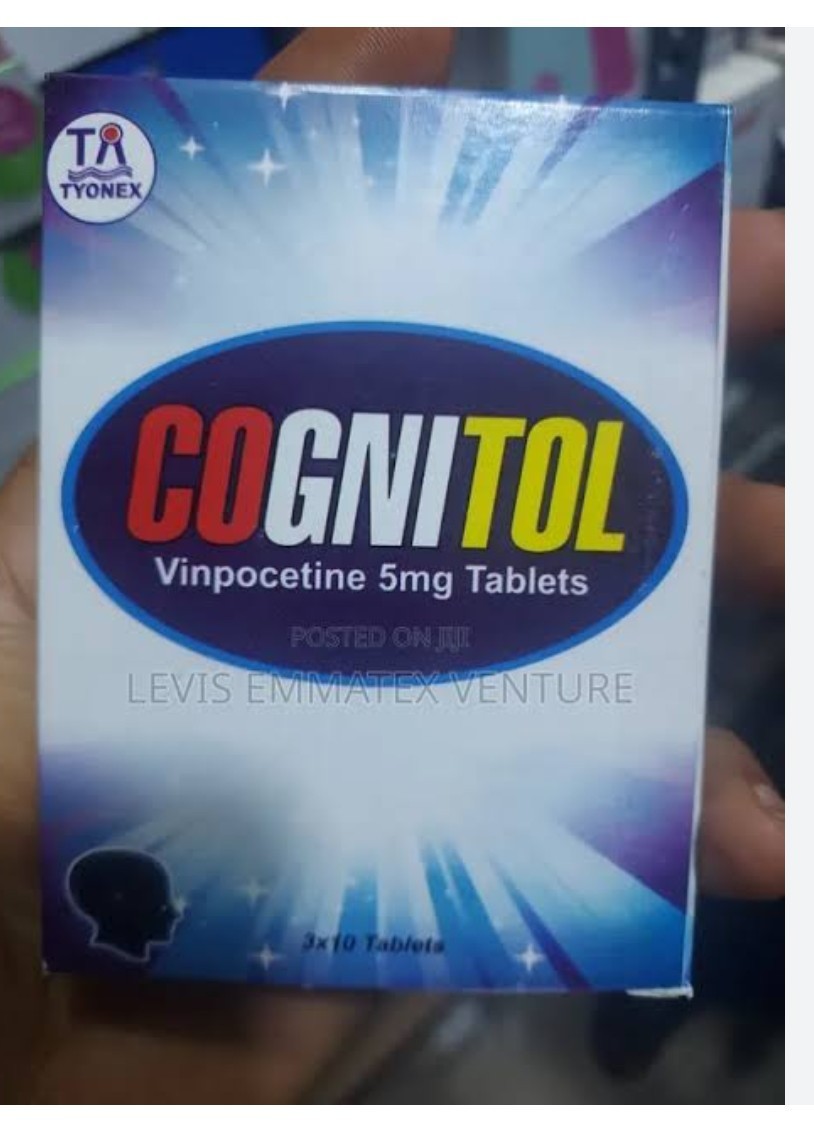 TA
TYONEX
COGNITOL
Vinpocetine 5mg Tablets
POSTED ON JIJI
LEVIS EMMATEX VENTURE
3x10 Tablets